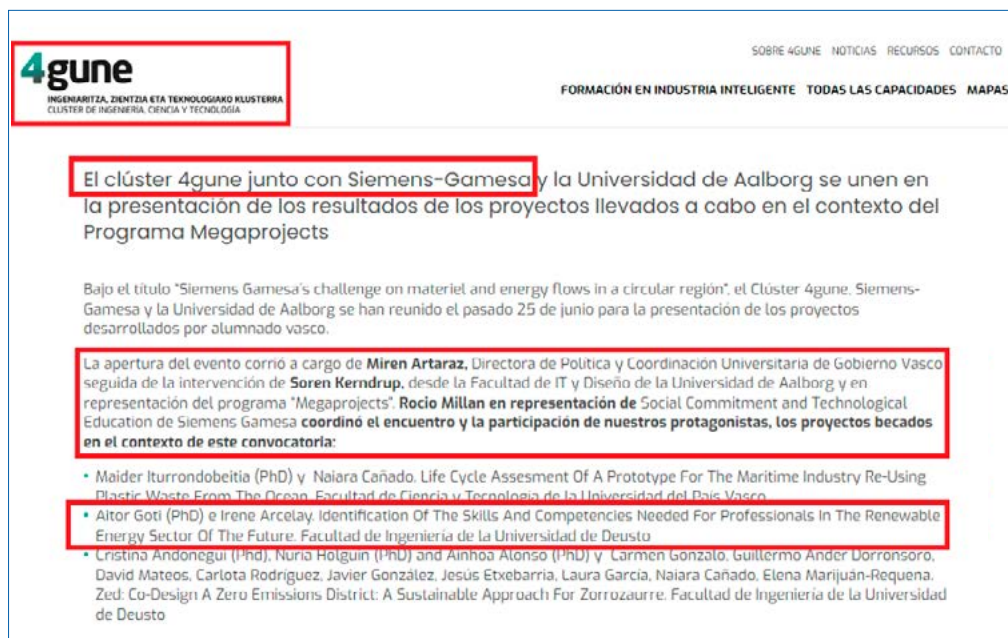 4gune
INGENIARITZA, ZIENTZIA ETA TEKNOLOGIAKO KLUSTERRA
CLÚSTER DE INGENIERÍA, CIENCIA Y TECNOLOGÍA
SOBRE 4GUNE NOTICIAS RECURSOS CONTACTO
FORMACIÓN EN INDUSTRIA INTELIGENTE TODAS LAS CAPACIDADES MAPAS
El clúster 4gune junto con Siemens-Gamesa y la Universidad de Aalborg se unen en
la presentación de los resultados de los proyectos llevados a cabo en el contexto del
Programa Megaprojects
Bajo el título "Siemens Gamesa's challenge on materiel and energy flows in a circular región", el Clúster 4gune, Siemens-
Gamesa y la Universidad de Aalborg se han reunido el pasado 25 de junio para la presentación de los proyectos
desarrollados por alumnado vasco.
La apertura del evento corrió a cargo de Miren Artaraz, Directora de Política y Coordinación Universitaria de Gobierno Vasco
seguida de la intervención de Soren Kerndrup, desde la Facultad de IT y Diseño de la Universidad de Aalborg y en
representación del programa "Megaprojects". Rocio Millan en representación de Social Commitment and Technological
Education de Siemens Gamesa coordinó el encuentro y la participación de nuestros protagonistas, los proyectos becados
en el contexto de este convocatoria:
• Maider Iturrondobeitia (PhD) y Naiara Cañado. Life Cycle Assesment Of A Prototype For The Maritime Industry Re-Using
Plastic Waste From The Ocean. Facultad de Ciencia y Tecnología de la Universidad del País Vasco
• Aitor Goti (PhD) e Irene Arcelay. Identification Of The Skills And Competencies Needed For Professionals In The Renewable
Energy Sector Of The Future. Facultad de Ingeniería de la Universidad de Deusto
• Cristina Andonegui (Phd), Nuria Holguin (PhD) and Ainhoa Alonso (PhD) y Carmen Gonzalo, Guillermo Ander Dorronsoro,
David Mateos, Carlota Rodríguez, Javier González, Jesús Etxebarria, Laura García, Naiara Cañado, Elena Marijuán-Requena.
Zed: Co-Design A Zero Emissions District: A Sustainable Approach For Zorrozaurre. Facultad de Ingeniería de la Universidad
de Deusto